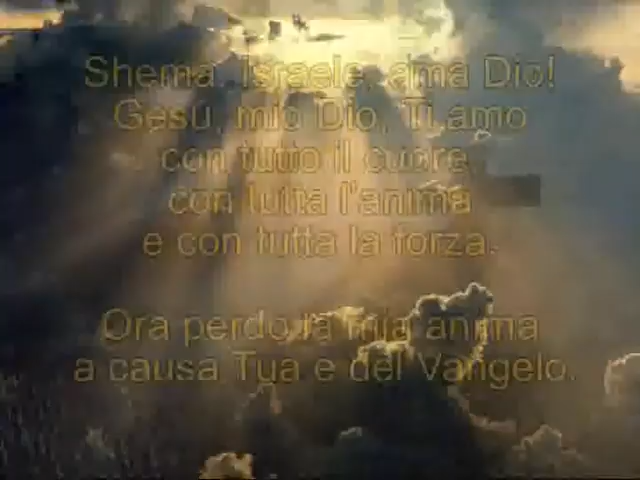 Shema, Israele, ama Dio!
Gesù, mio Dio, Ti amo
con tutto il cuore,
con tutta l'anima
e con tutta la forza.
Ora perdo la mia anima
a causa Tua e del Vangelo.